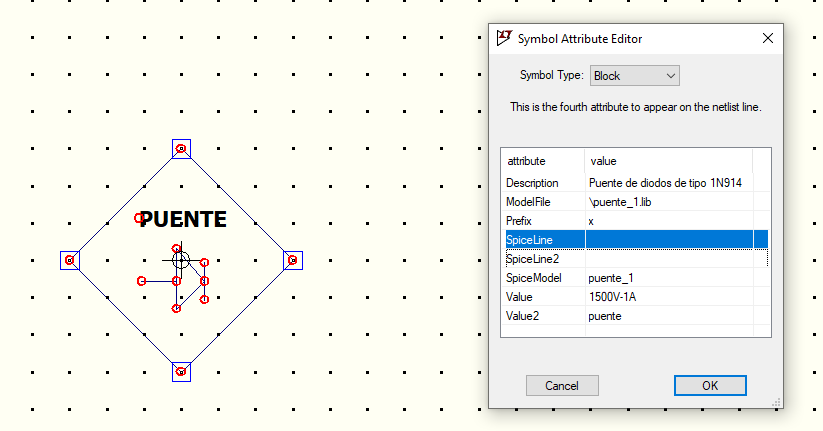 PUENTE
Symbol Attribute Editor
Symbol Type: Block
This is the fourth attribute to appear on the netlist line.
attribute value
Description Puente de diodos de tipo 1N914
ModelFile \puente_1.lib
Prefix x
SpiceLine
SpiceLine2
SpiceModel puente_1
Value 1500V-1A
Value2 puente
Cancel OK